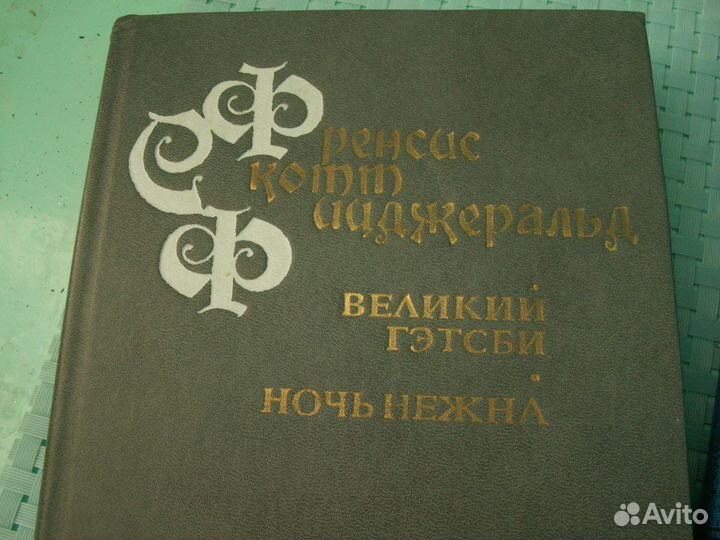 Френсис
Скотт
Фицджеральд
ВЕЛИКИЙ
ГЭТСБИ
НОЧЬ НЕЖНА
Avito